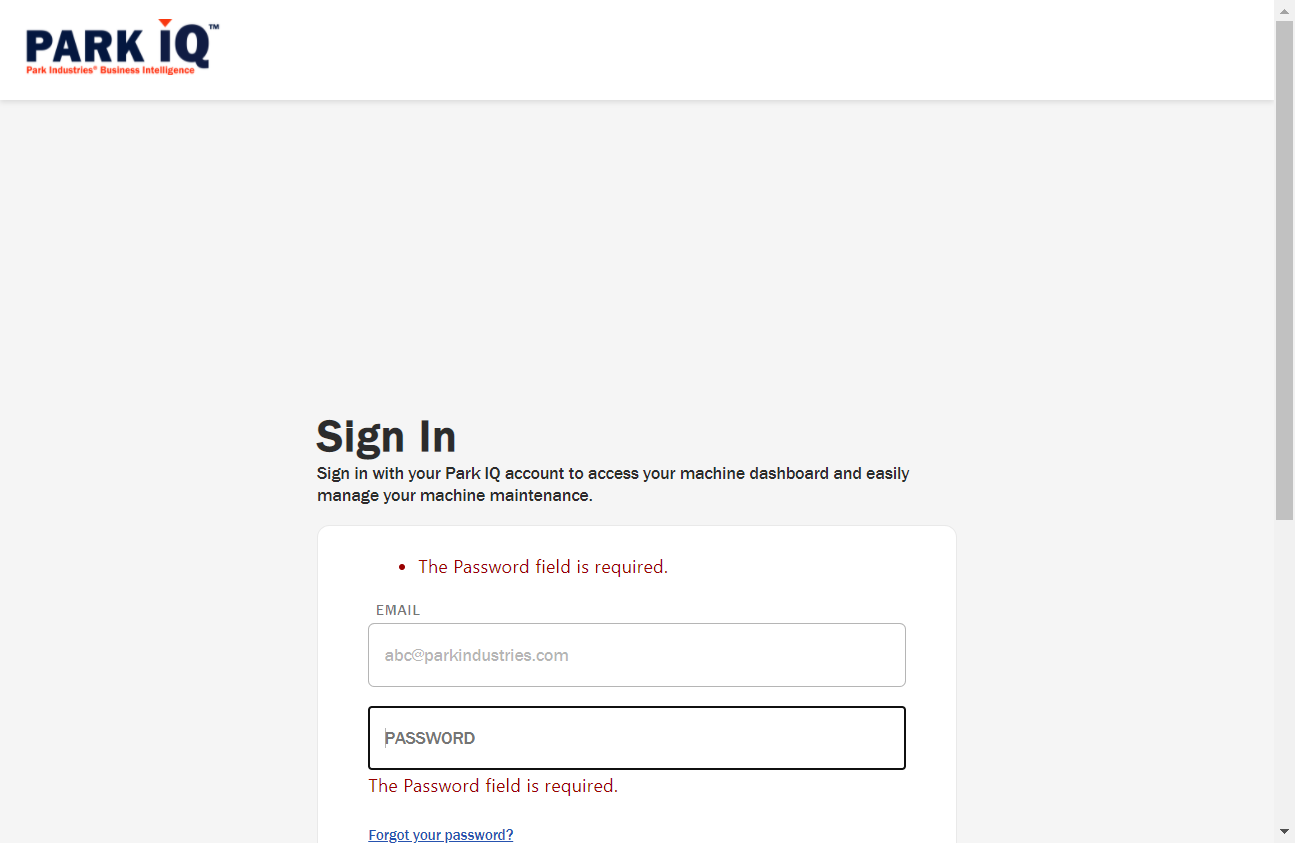 PARK iQ™
Park Industries® Business Intelligence
Sign In
Sign in with your Park IQ account to access your machine dashboard and easily
manage your machine maintenance.
• The Password field is required.
EMAIL
abc@parkindustries.com
PASSWORD
The Password field is required.
Forgot your password?